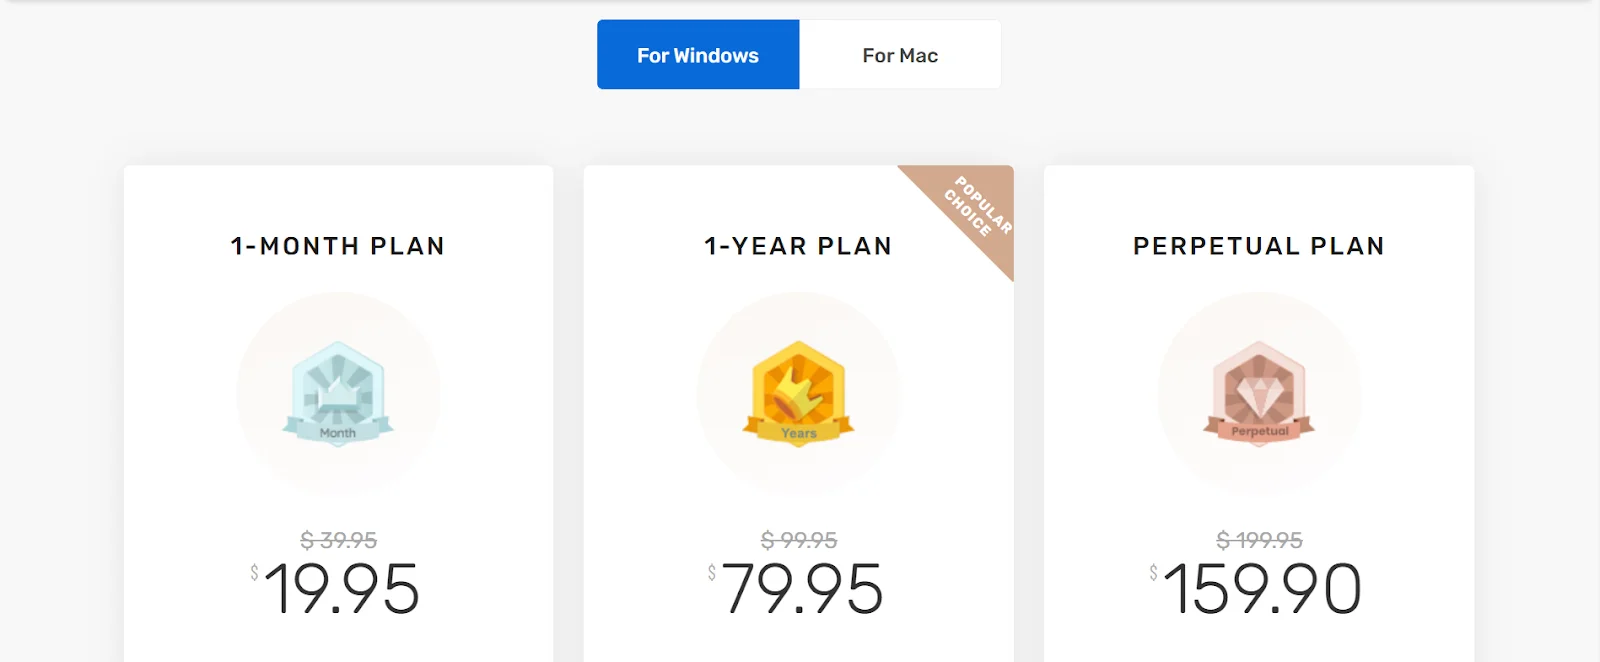 For Windows
For Mac
1-MONTH PLAN
Month
$ 39.95
$ 19.95
POPULAR
CHOICE
1-YEAR PLAN
Years
$ 99.95
$ 79.95
PERPETUAL PLAN
Perpetual
$ 199.95
$ 159.90